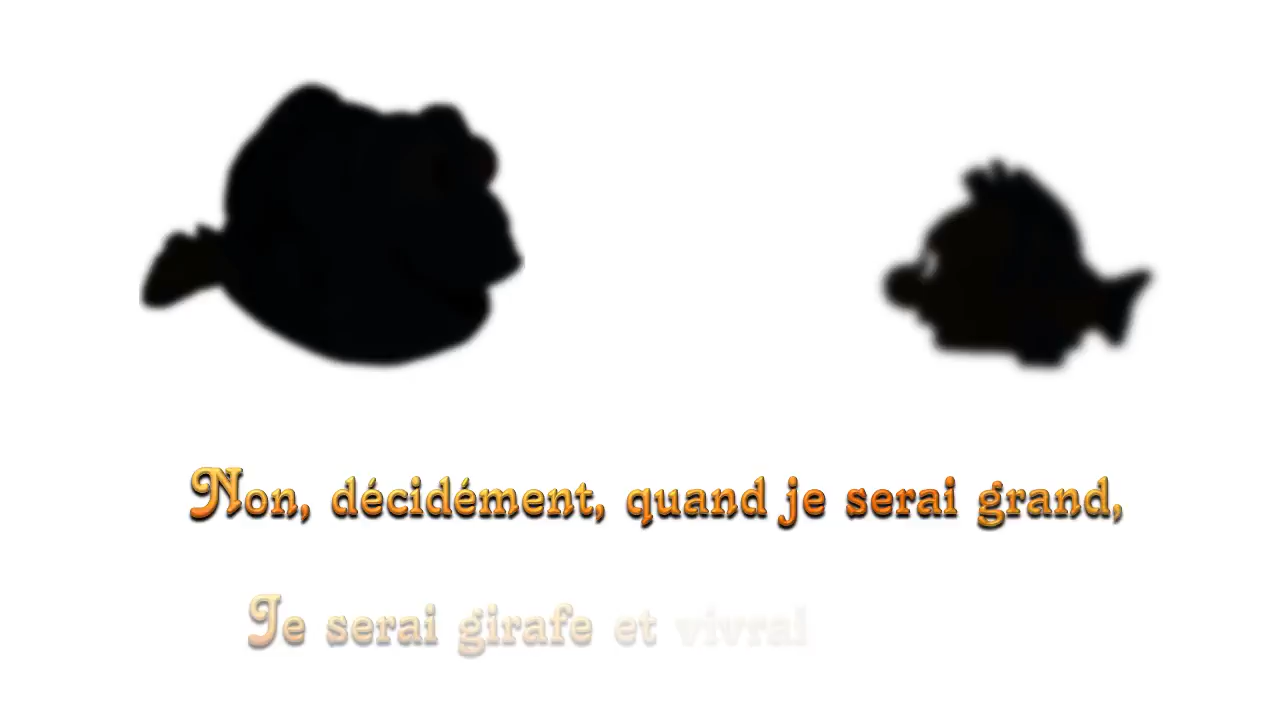 Non, décidément, quand je serai grand,
Je serai girafe et vivrai